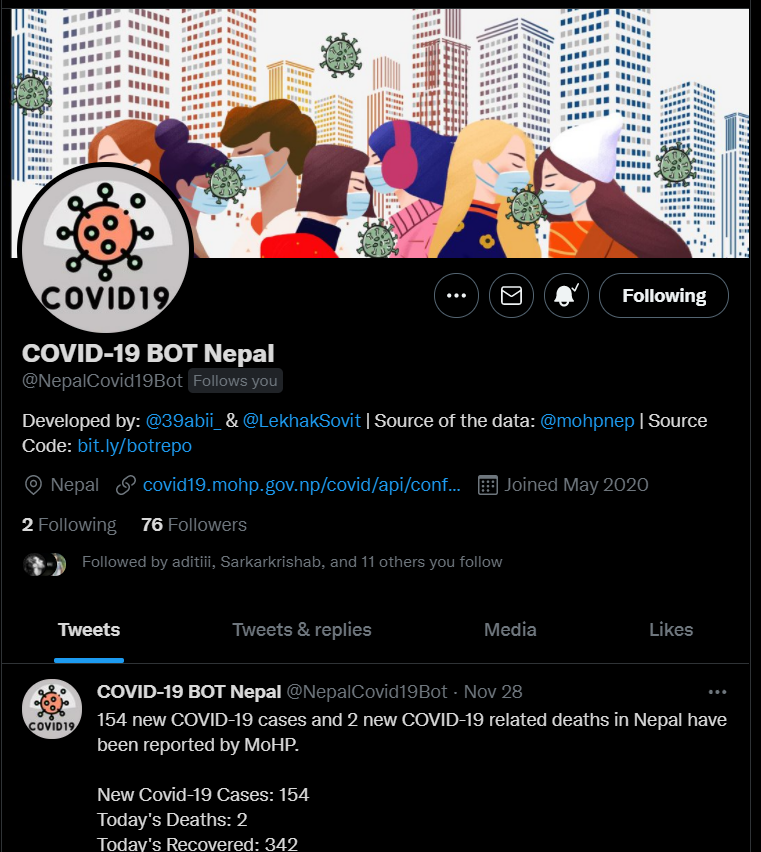 COVID19
Following
COVID-19 BOT Nepal
@NepalCovid19Bot Follows you
Developed by: @39abii_ & @LekhakSovit | Source of the data: @mohpnep | Source
Code: bit.ly/botrepo
Nepal covid19.mohp.gov.np/covid/api/conf... Joined May 2020
2 Following 76 Followers
Followed by aditiii, Sarkarkrishab, and 11 others you follow
Tweets Tweets & replies Media Likes
COVID-19 BOT Nepal @NepalCovid19Bot · Nov 28
COVID19
154 new COVID-19 cases and 2 new COVID-19 related deaths in Nepal have
been reported by MoHP.
New Covid-19 Cases: 154
Today's Deaths: 2
Today's Recovered: 342